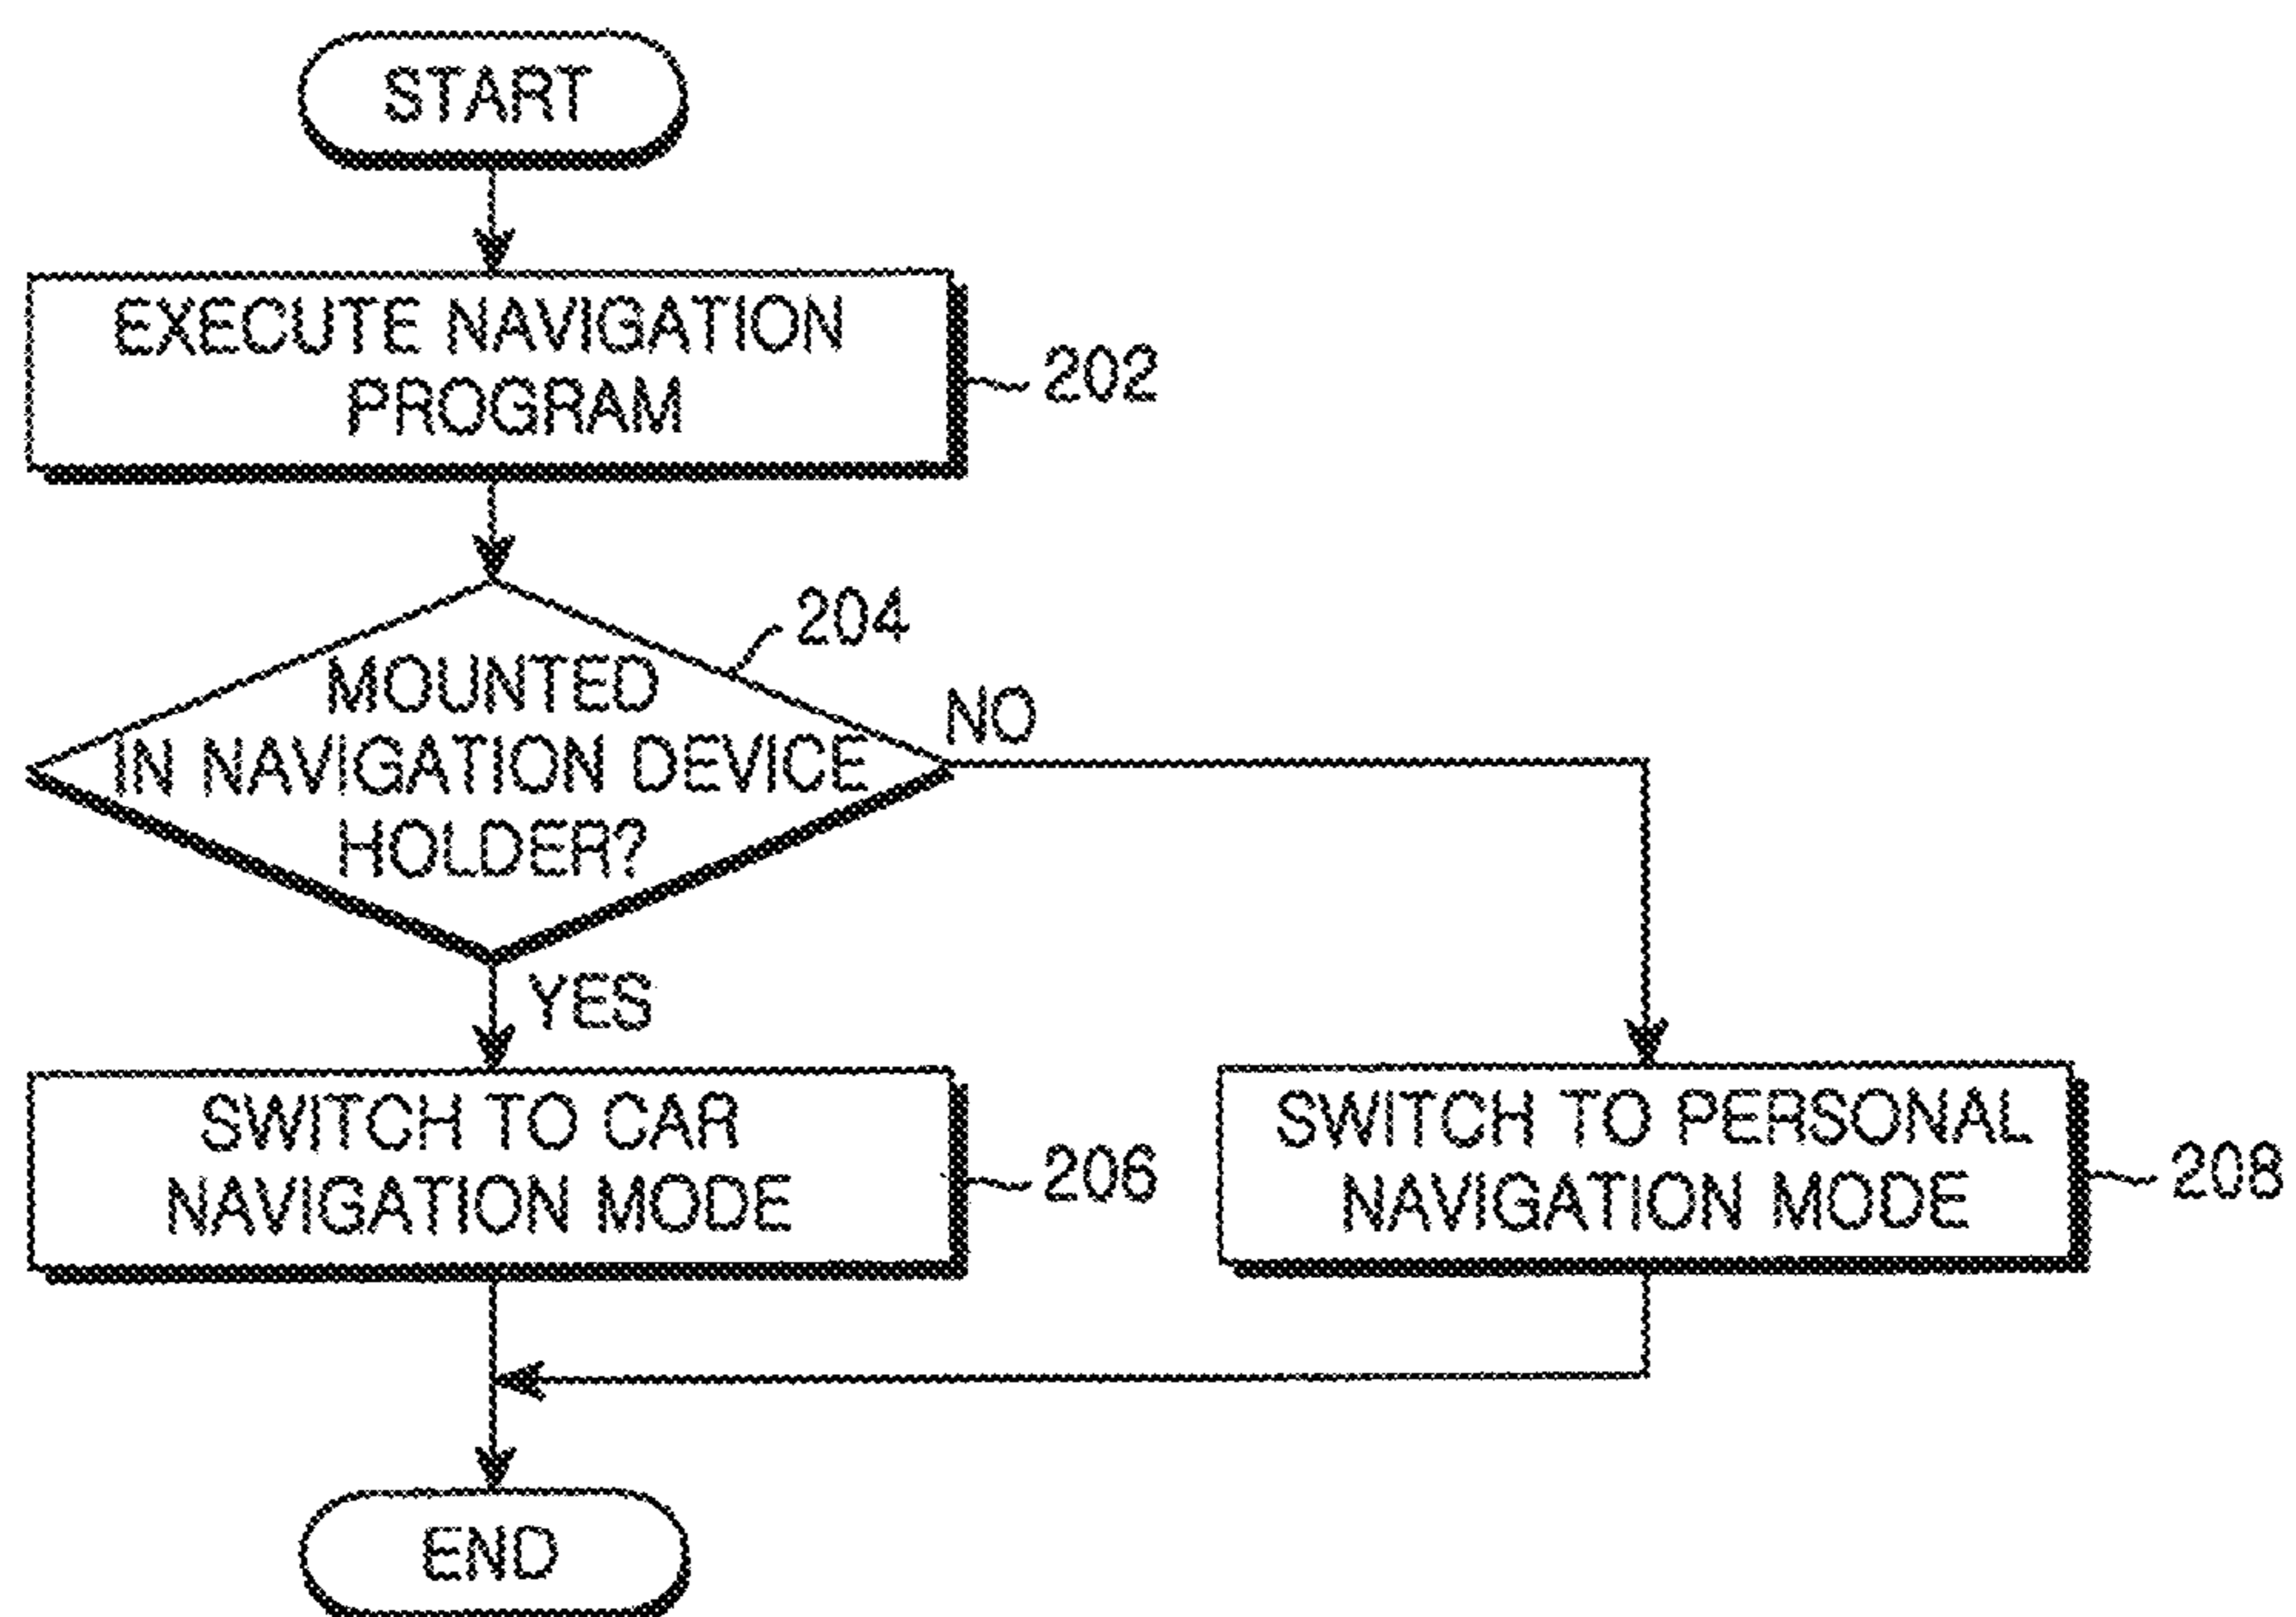 START
EXECUTE NAVIGATION
PROGRAM
202
204
MOUNTED
IN NAVIGATION DEVICE
HOLDER?
NO
YES
SWITCH TO CAR
NAVIGATION MODE
206
SWITCH TO PERSONAL
NAVIGATION MODE
208
END